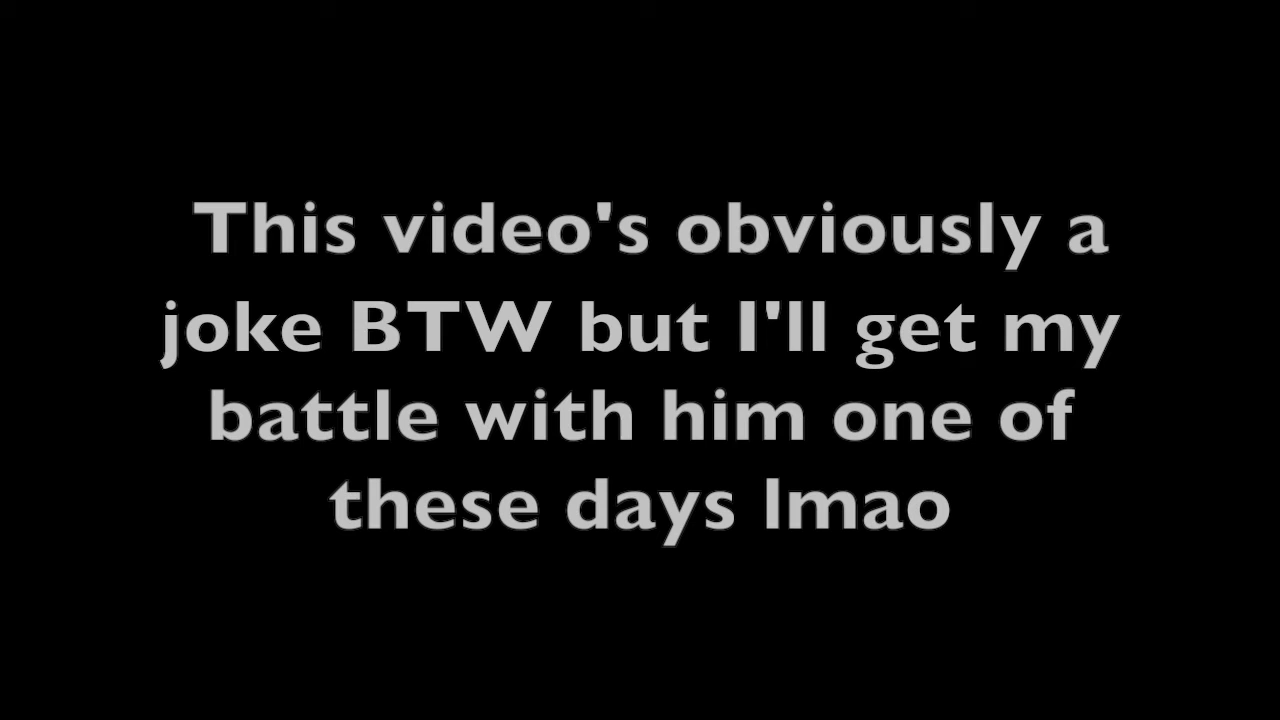 This video's obviously a
joke BTW but I'll get my
battle with him one of
these days lmao